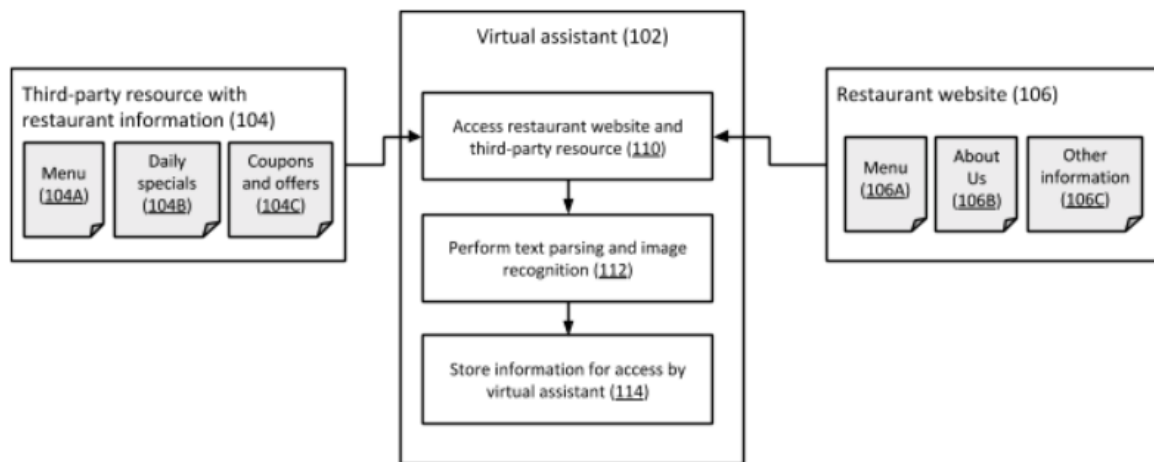 Virtual assistant (102)
Third-party resource with
restaurant information (104)
Menu
(104A)
Daily
specials
(104B)
Coupons
and offers
(104C)
Access restaurant website and
third-party resource (110)
Perform text parsing and image
recognition (112)
Store information for access by
virtual assistant (114)
Restaurant website (106)
Menu
(106A)
About
Us
(106B)
Other
information
(106C)